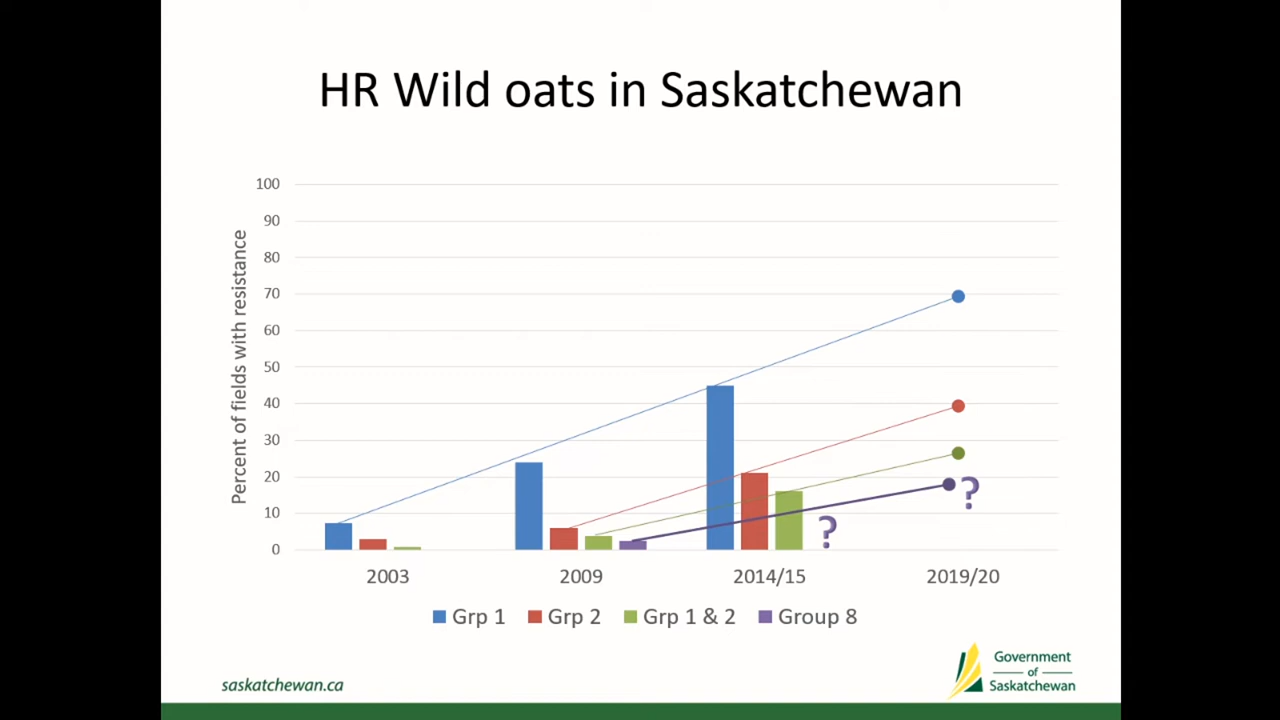 HR Wild oats in Saskatchewan
Percent of fields with resistance
100
90
80
70
60
50
40
30
20
10
0
?
?
2003 2009 2014/15 2019/20
Grp 1 Grp 2 Grp 1 & 2 Group 8
saskatchewan.ca
Government
of
Saskatchewan